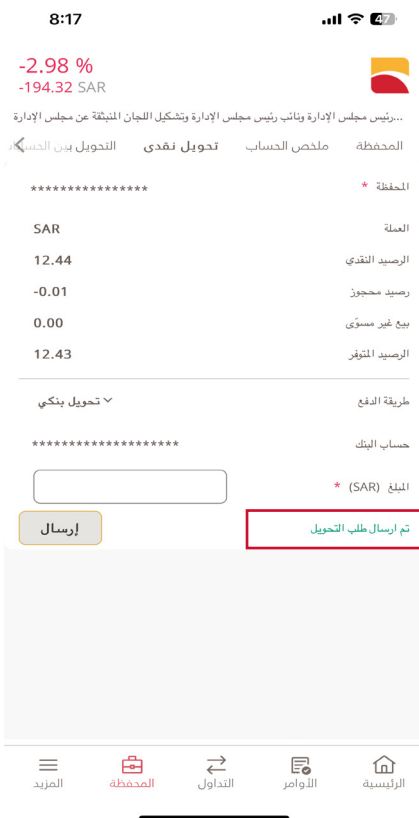 8:17
47
-2.98 %
-194.32 SAR
رئيس مجلس الإدارة ونائب رئيس مجلس الإدارة وتشكيل اللجان المنبثقة عن مجلس الإدارة...
المحفظة ملخص الحساب تحويل نقدى التحويل بين الحسابات
المحفظة * ****************
العملة SAR
الرصيد النقدي 12.44
رصيد محجوز -0.01
بيع غير مسوّى 0.00
الرصيد المتوفر 12.43
طريقة الدفع تحويل بنكي
حساب البنك ********************
المبلغ (SAR) *
تم ارسال طلب التحويل إرسال
الرئيسية الأوامر التداول المحفظة المزيد